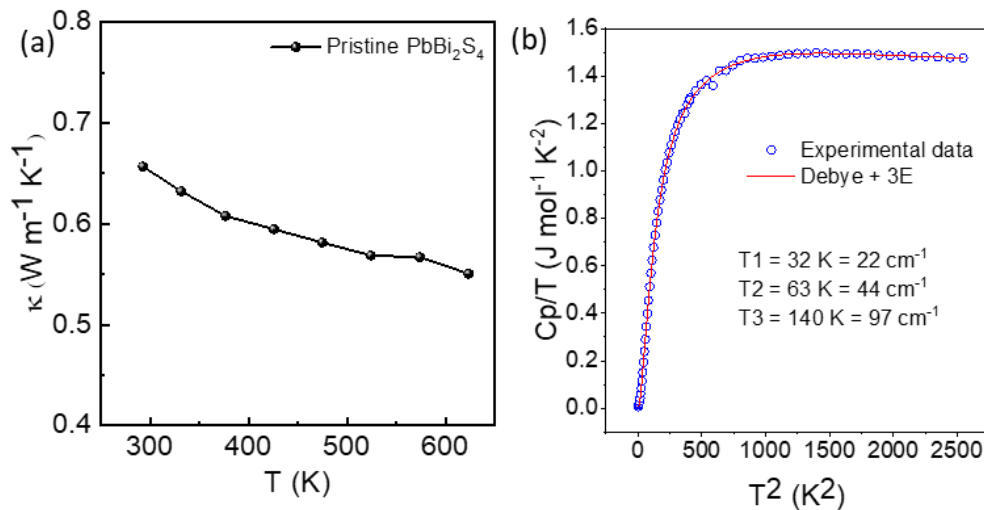 (a)
Pristine PbBi₂S₄
κ (W m⁻¹ K⁻¹)
0.8
0.7
0.6
0.5
0.4
300
400
500
600
T (K)
(b)
Cp/T (J mol⁻¹ K⁻²)
1.6
1.4
1.2
1.0
0.8
0.6
0.4
0.2
0.0
Experimental data
Debye + 3E
T1 = 32 K = 22 cm⁻¹
T2 = 63 K = 44 cm⁻¹
T3 = 140 K = 97 cm⁻¹
0
500
1000
1500
2000
2500
T² (K²)